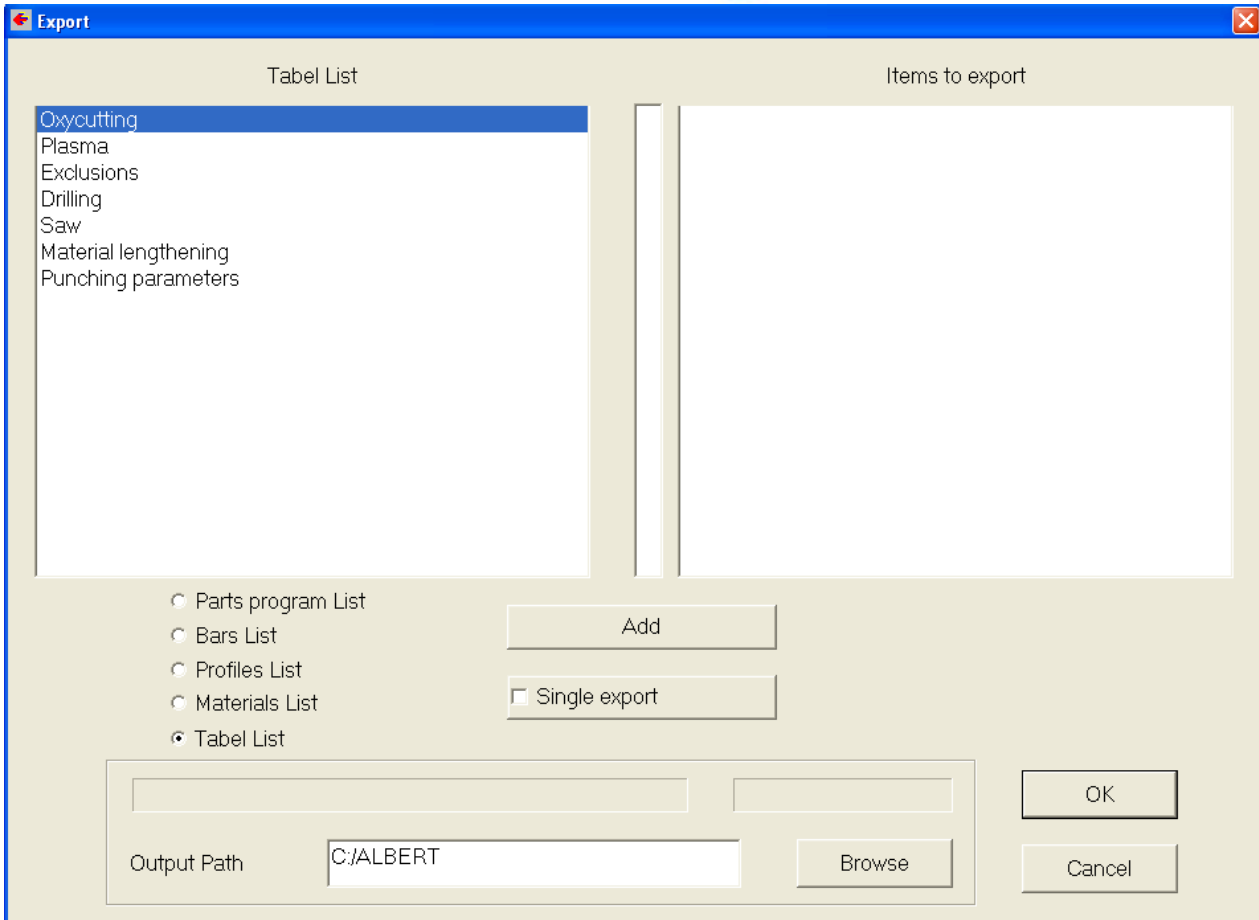 Export
Tabel List
Items to export
Oxycutting
Plasma
Exclusions
Drilling
Saw
Material lengthening
Punching parameters
Parts program List
Bars List
Profiles List
Materials List
Tabel List
Add
Single export
OK
Output Path
C:/ALBERT
Browse
Cancel